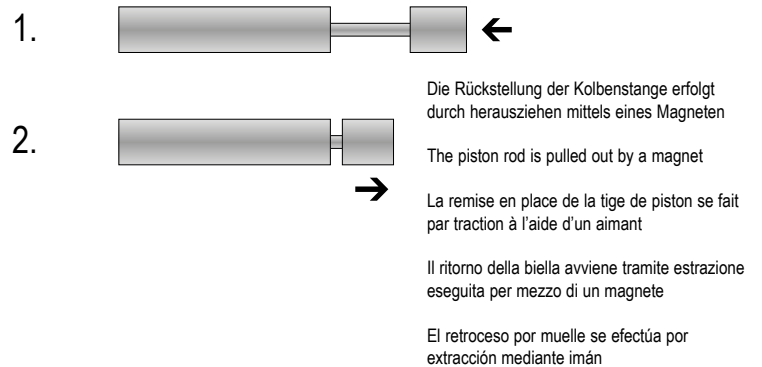 1.
2.
Die Rückstellung der Kolbenstange erfolgt
durch herausziehen mittels eines Magneten
The piston rod is pulled out by a magnet
La remise en place de la tige de piston se fait
par traction à l’aide d’un aimant
Il ritorno della biella avviene tramite estrazione
eseguita per mezzo di un magnete
El retroceso por muelle se efectúa por
extracción mediante imán